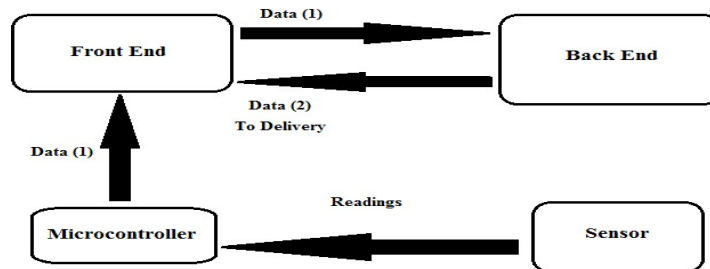 Data (1)
Front End
Back End
Data (2)
To Delivery
Data (1)
Readings
Microcontroller
Sensor